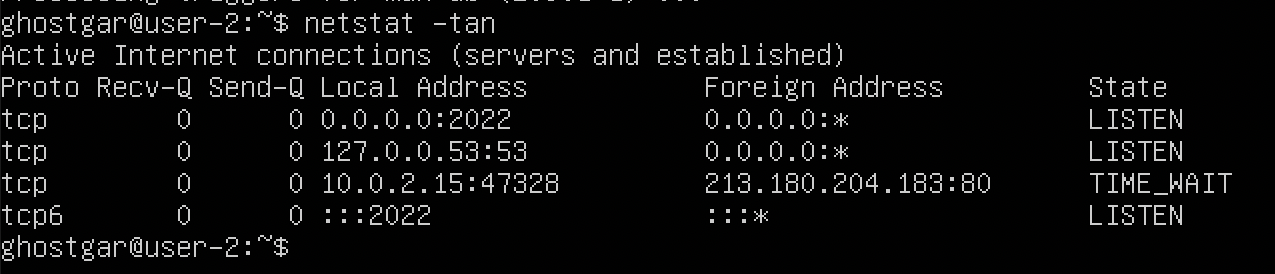 ghostgar@user-2:~$ netstat -tan
Active Internet connections (servers and established)
Proto Recv-Q Send-Q Local Address           Foreign Address         State
tcp        0      0 0.0.0.0:2022            0.0.0.0:*               LISTEN
tcp        0      0 127.0.0.53:53           0.0.0.0:*               LISTEN
tcp        0      0 10.0.2.15:47328         213.180.204.183:80      TIME_WAIT
tcp6       0      0 :::2022                 :::*                    LISTEN
ghostgar@user-2:~$